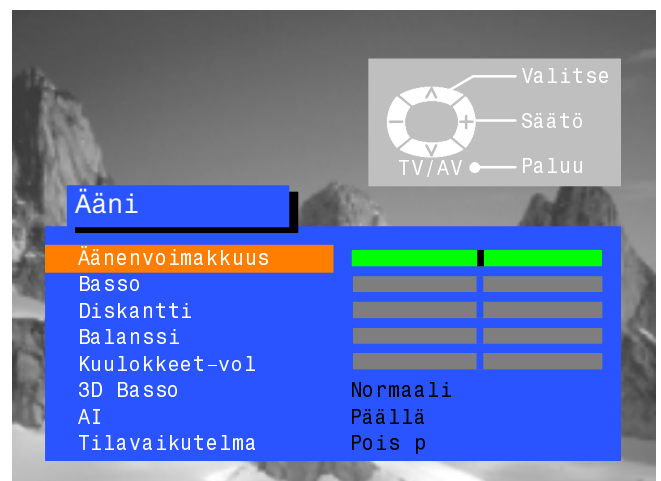 Valitse
Säätö
TV/AV Paluu
Ääni
Äänenvoimakkuus
Basso
Diskantti
Balanssi
Kuulokkeet-vol
3D Basso Normaali
AI Päällä
Tilavaikutelma Pois p